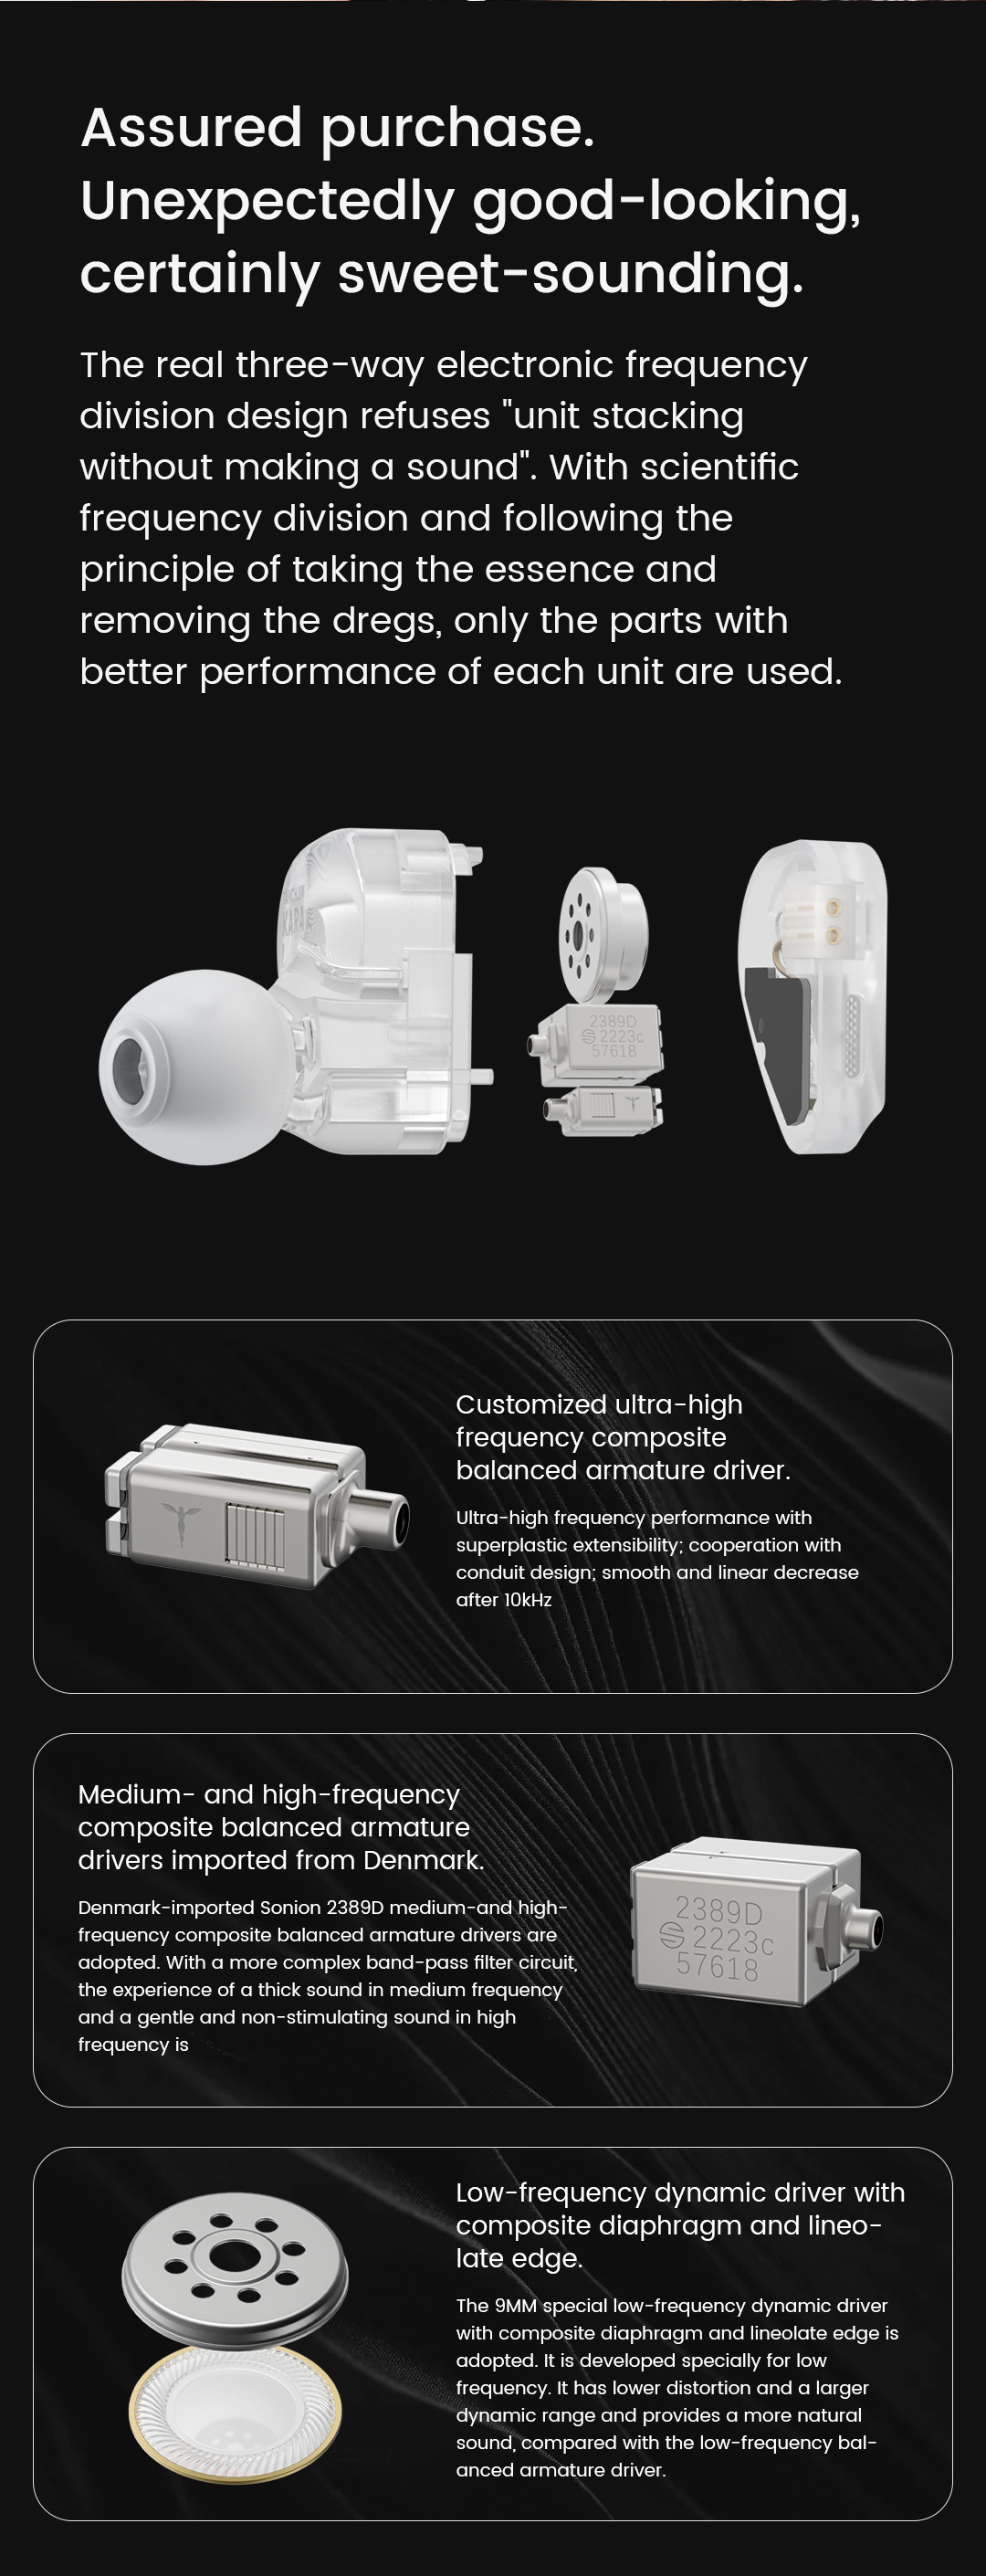 Assured purchase.
Unexpectedly good-looking,
certainly sweet-sounding.
The real three-way electronic frequency
division design refuses "unit stacking
without making a sound". With scientific
frequency division and following the
principle of taking the essence and
removing the dregs, only the parts with
better performance of each unit are used.
2389D
2223c
57618
Customized ultra-high
frequency composite
balanced armature driver.
Ultra-high frequency performance with
superplastic extensibility; cooperation with
conduit design; smooth and linear decrease
after 10kHz
Medium- and high-frequency
composite balanced armature
drivers imported from Denmark.
Denmark-imported Sonion 2389D medium-and high-
frequency composite balanced armature drivers are
adopted. With a more complex band-pass filter circuit,
the experience of a thick sound in medium frequency
and a gentle and non-stimulating sound in high
frequency is
2389D
2223c
57618
Low-frequency dynamic driver with
composite diaphragm and lineo-
late edge.
The 9MM special low-frequency dynamic driver
with composite diaphragm and lineolate edge is
adopted. It is developed specially for low
frequency. It has lower distortion and a larger
dynamic range and provides a more natural
sound, compared with the low-frequency bal-
anced armature driver.